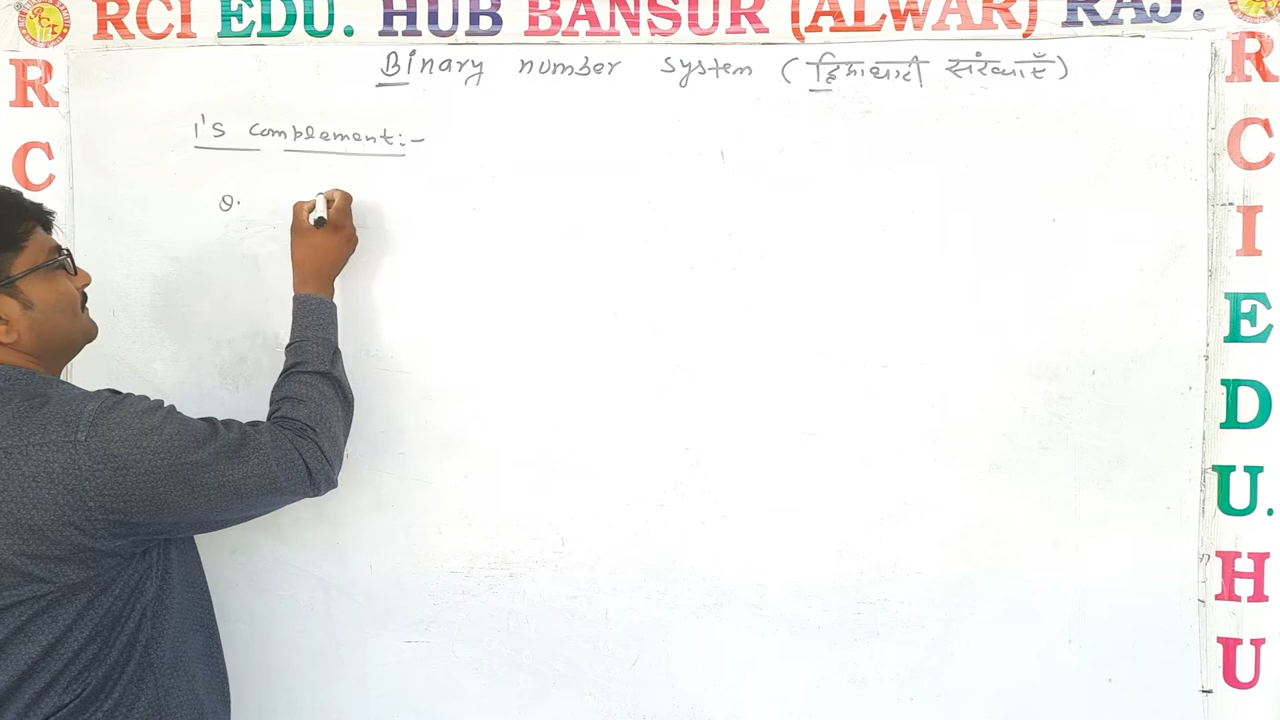 RCI EDU. HUB BANSUR (ALWAR) RAJ.
Binary number system (द्विआधारी संख्याएँ)
1's complement:-
Q.
R
C
R
C
I
E
D
U.
H
U